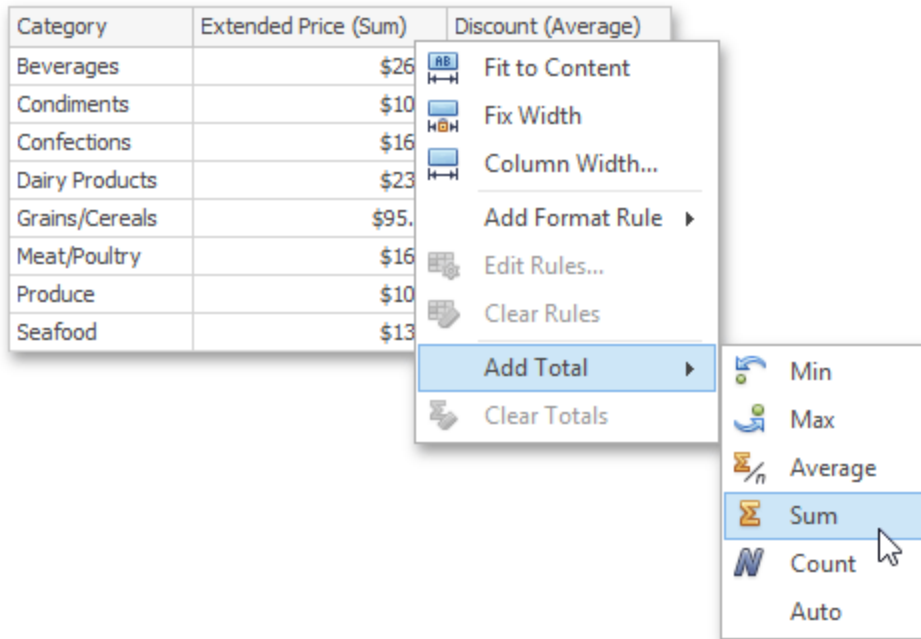 Category Extended Price (Sum) Discount (Average)
Beverages $26
Condiments $10
Confections $16
Dairy Products $23
Grains/Cereals $95.
Meat/Poultry $16
Produce $10
Seafood $13
AB
Fit to Content
Fix Width
Column Width...
Add Format Rule
Edit Rules...
Clear Rules
Add Total
Clear Totals
Min
Max
Σ/n Average
Σ Sum
N Count
Auto